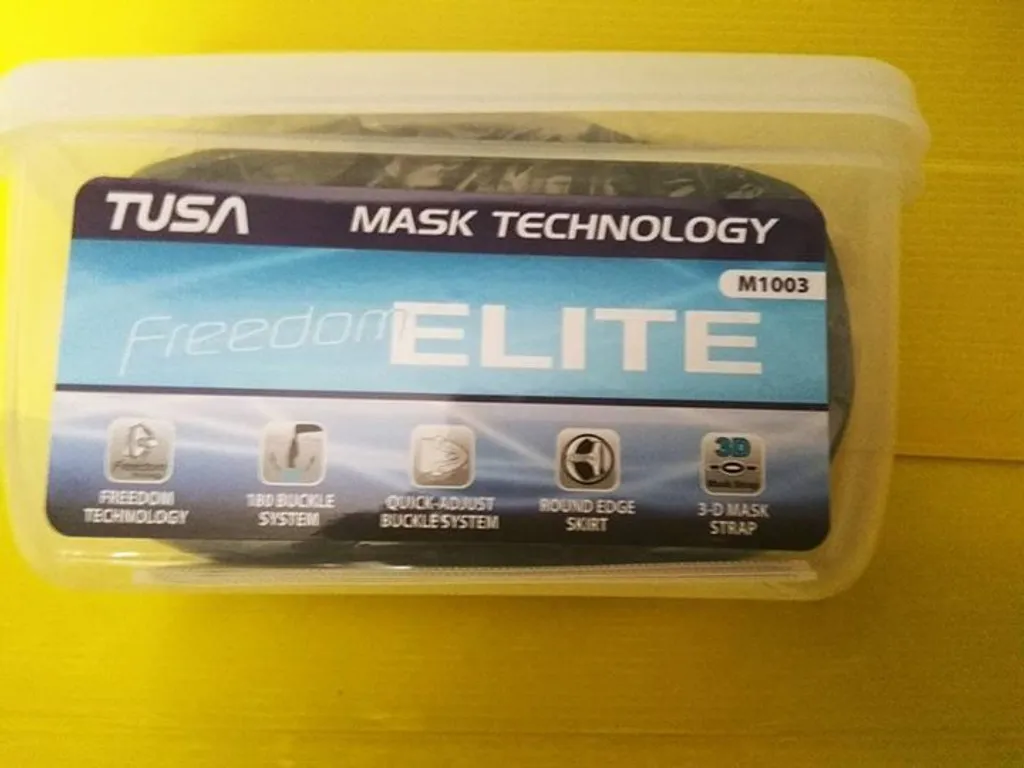 TUSA MASK TECHNOLOGY
M1003
Freedom ELITE
FREEDOM TECHNOLOGY
180 BUCKLE SYSTEM
QUICK-ADJUST BUCKLE SYSTEM
ROUND EDGE SKIRT
3D
3-D MASK STRAP